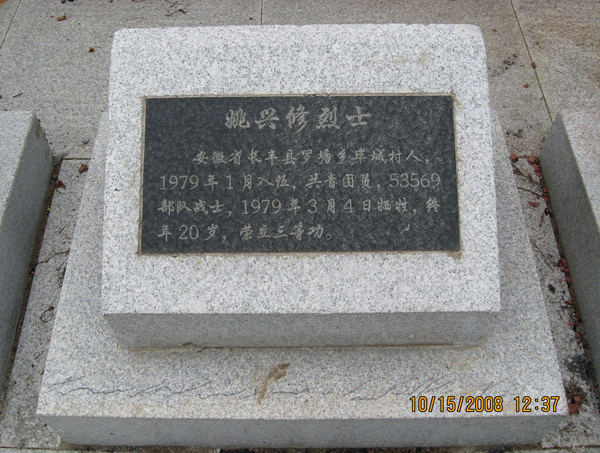 姚兴修烈士
安徽省长丰县罗塘乡岸城村人，
1979年1月入伍，共青团员，53569
部队战士，1979年3月4日牺牲，终
年20岁，荣立三等功。
10/15/2008 12:37